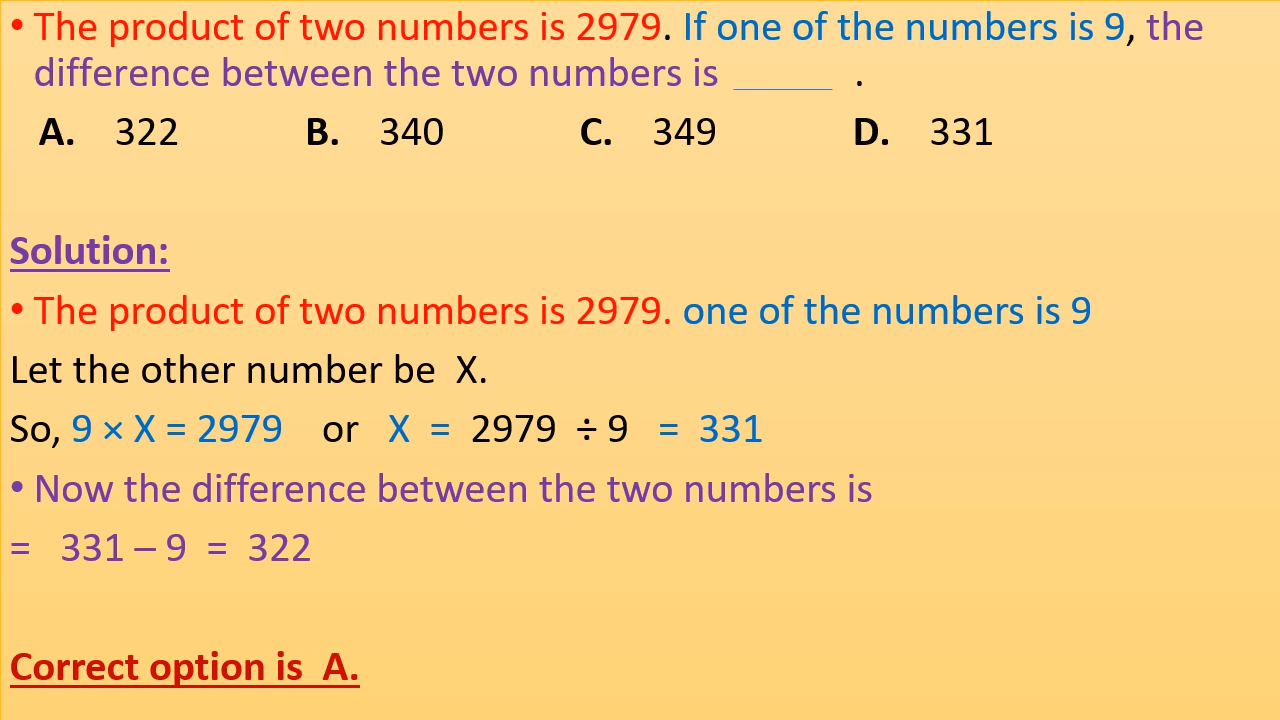 • The product of two numbers is 2979. If one of the numbers is 9, the
difference between the two numbers is _____ .
A. 322 B. 340 C. 349 D. 331
Solution:
• The product of two numbers is 2979. one of the numbers is 9
Let the other number be X.
So, 9 × X = 2979 or X = 2979 ÷ 9 = 331
• Now the difference between the two numbers is
= 331 – 9 = 322
Correct option is A.